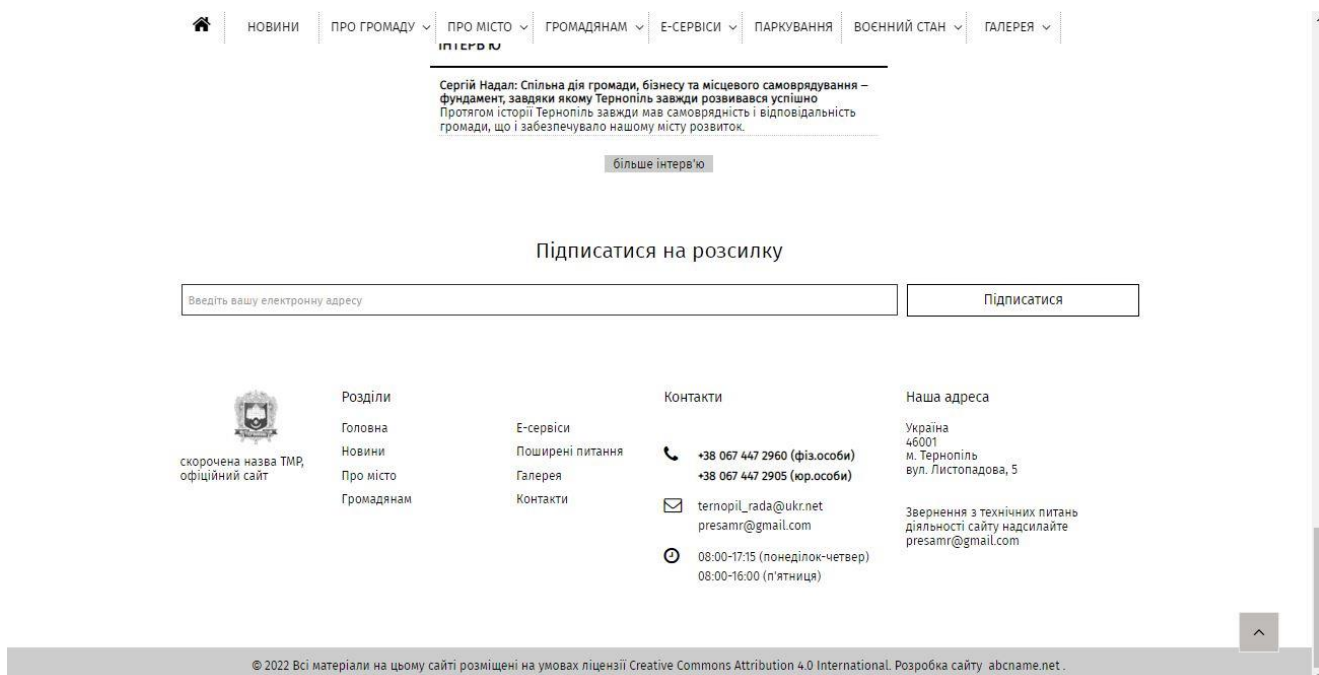 НОВИНИ
ПРО ГРОМАДУ
ПРО МІСТО
ГРОМАДЯНАМ
Е-СЕРВІСИ
ПАРКУВАННЯ
ВОЄННИЙ СТАН
ГАЛЕРЕЯ
ІНТЕРВ'Ю
Сергій Надал: Спільна дія громади, бізнесу та місцевого самоврядування –
фундамент, завдяки якому Тернопіль завжди розвивався успішно
Протягом історії Тернопіль завжди мав самоврядність і відповідальність
громади, що і забезпечувало нашому місту розвиток.
більше інтерв'ю
Підписатися на розсилку
Введіть вашу електронну адресу
Підписатися
скорочена назва ТМР,
офіційний сайт
Розділи
Головна
Новини
Про місто
Громадянам
Е-сервіси
Поширені питання
Галерея
Контакти
Контакти
+38 067 447 2960 (фіз.особи)
+38 067 447 2905 (юр.особи)
ternopil_rada@ukr.net
presamr@gmail.com
08:00-17:15 (понеділок-четвер)
08:00-16:00 (п'ятниця)
Наша адреса
Україна
46001
м. Тернопіль
вул. Листопадова, 5
Звернення з технічних питань
діяльності сайту надсилайте
presamr@gmail.com
© 2022 Всі матеріали на цьому сайті розміщені на умовах ліцензії Creative Commons Attribution 4.0 International. Розробка сайту abcname.net .